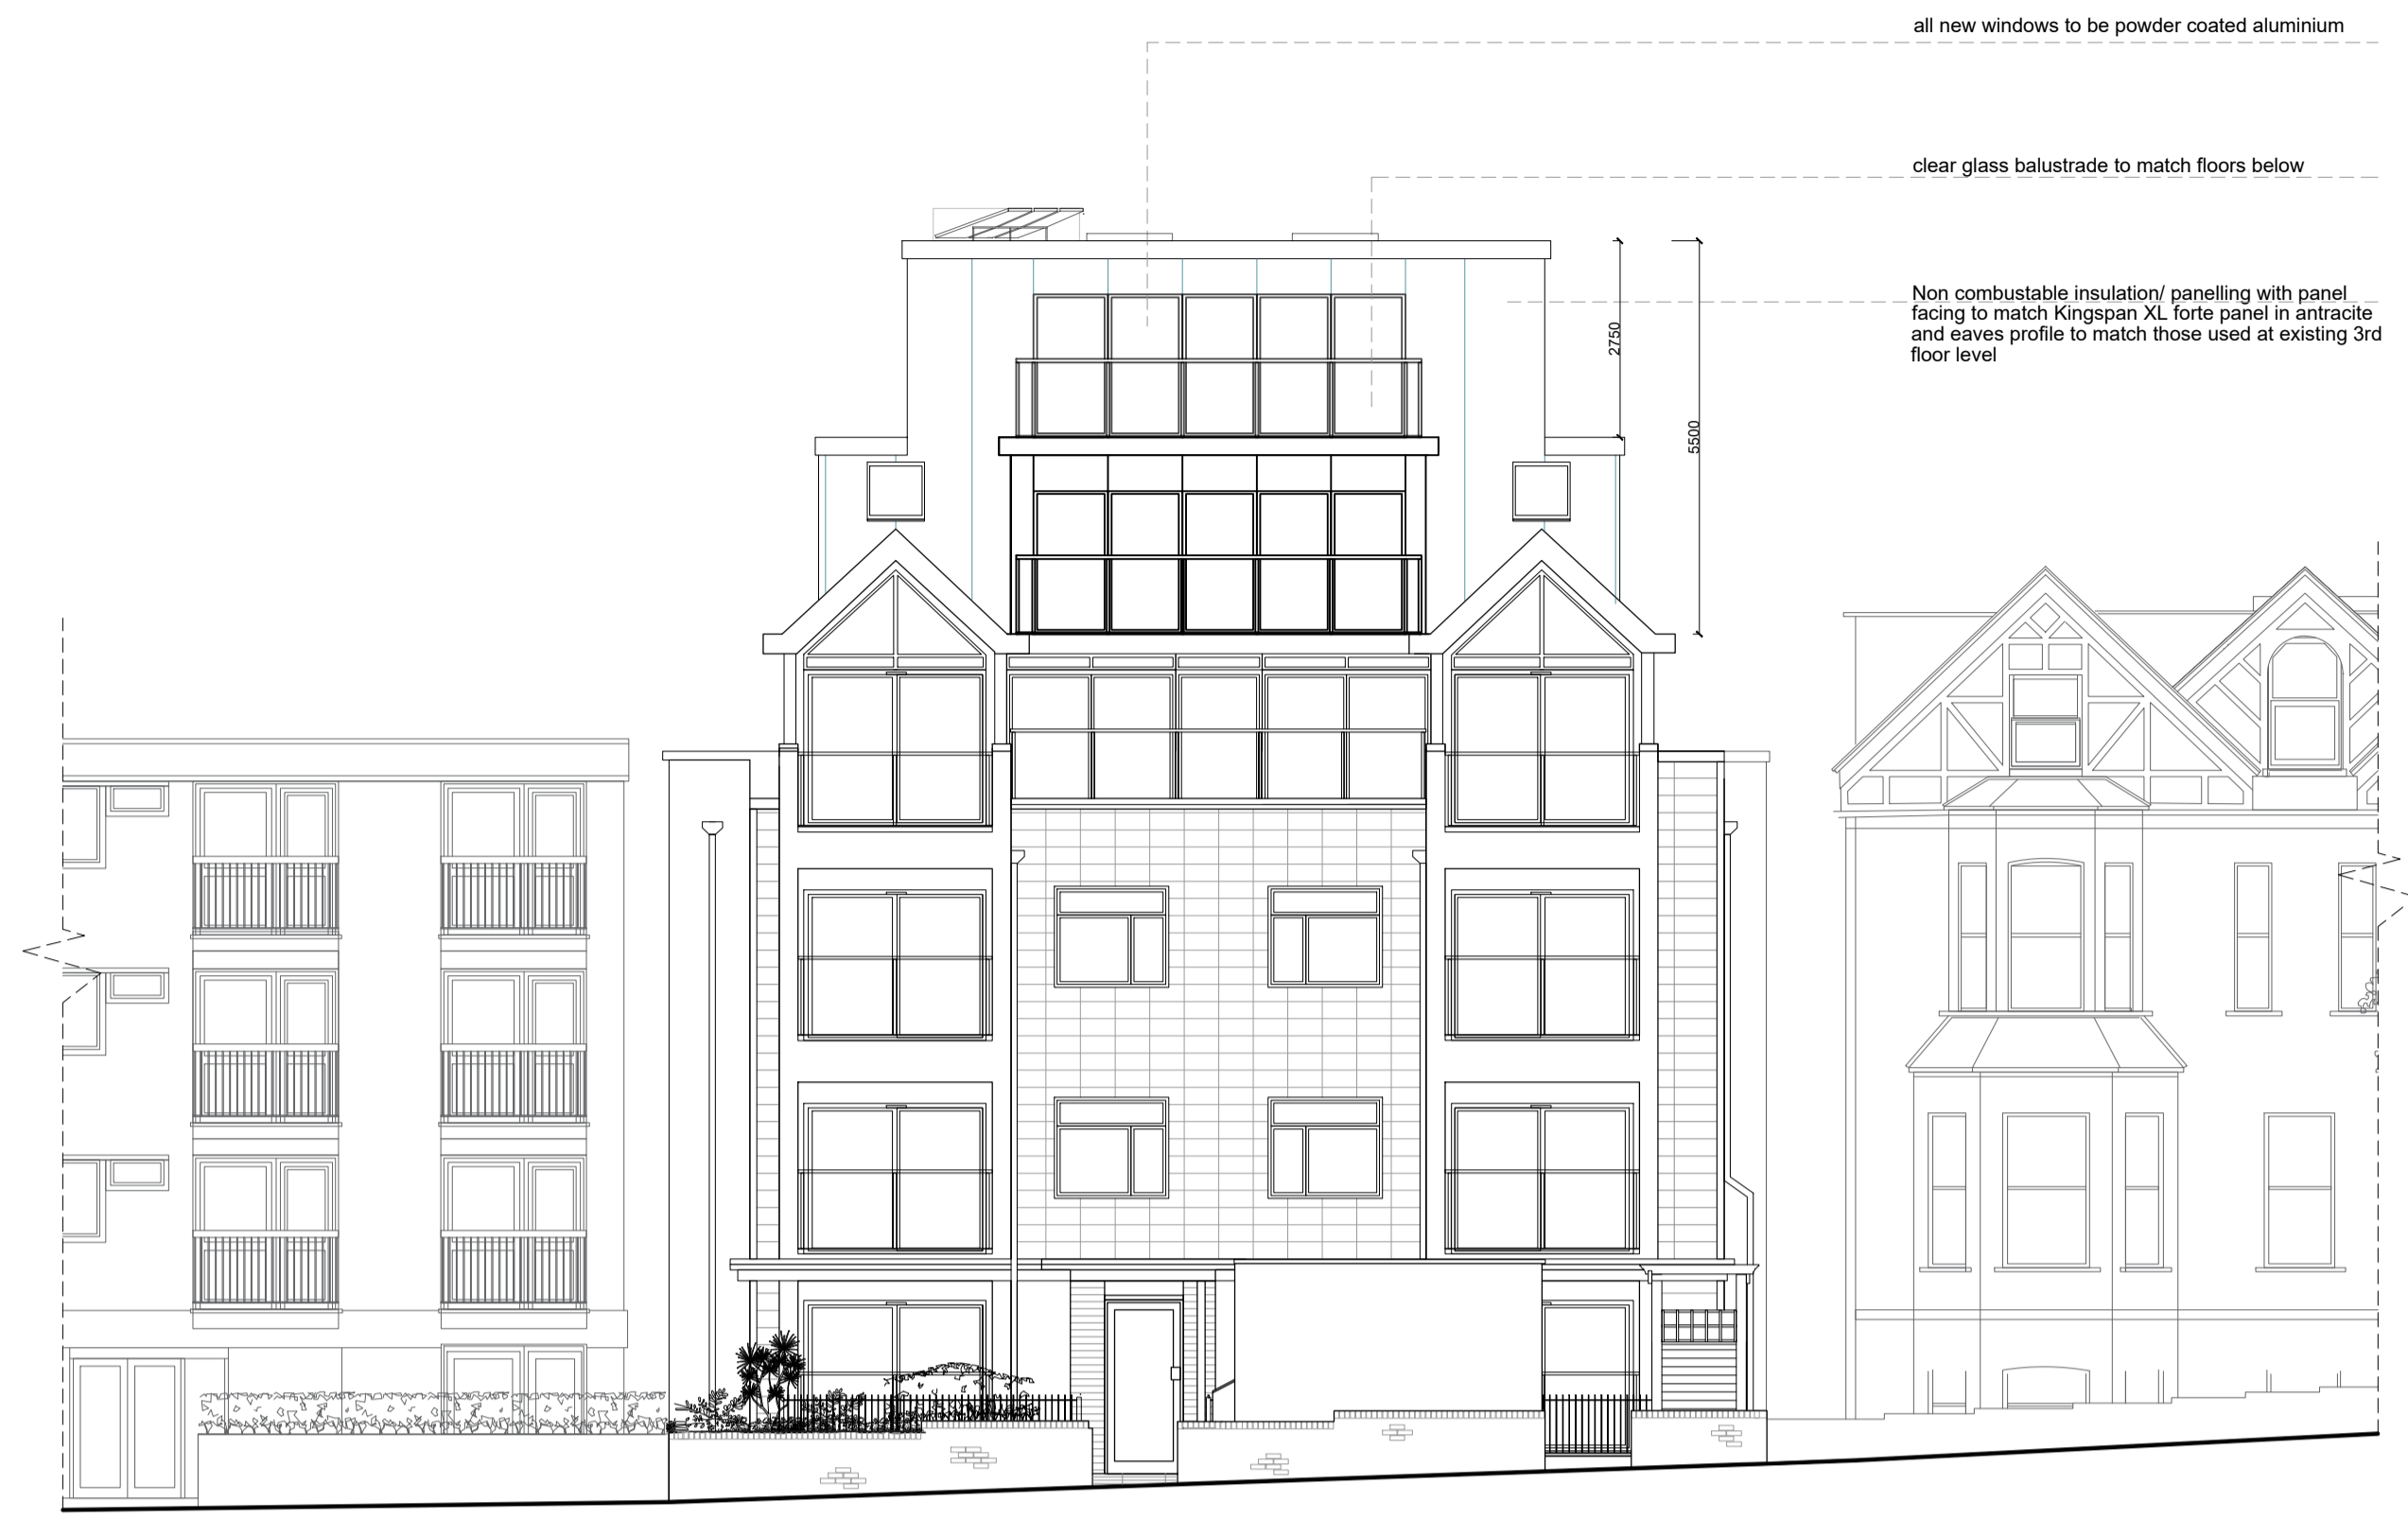 all new windows to be powder coated aluminium
clear glass balustrade to match floors below
Non combustable insulation/ panelling with panel
facing to match Kingspan XL forte panel in antracite
and eaves profile to match those used at existing 3rd
floor level
2750
5500